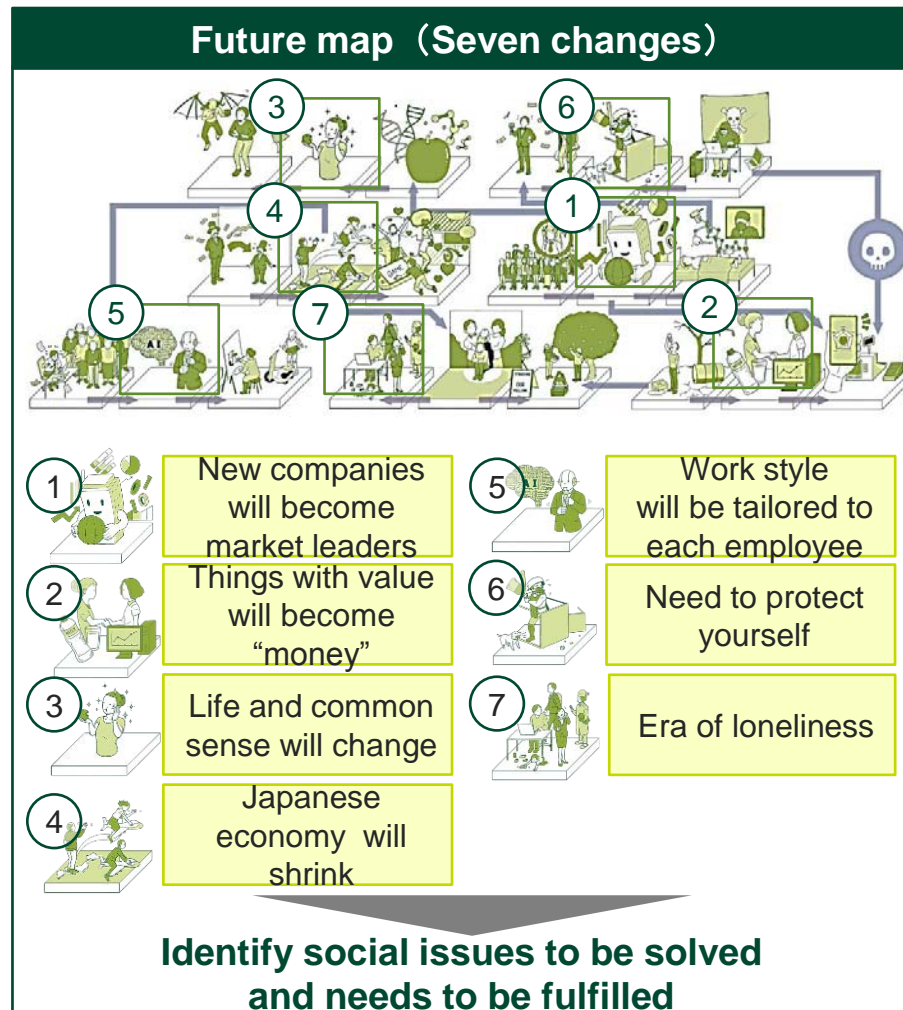 Future map（Seven changes）
3
6
4
1
5
7
2
AI
1
New companies
will become
market leaders
2
Things with value
will become
“money”
3
Life and common
sense will change
4
Japanese
economy will
shrink
5
AI
Work style
will be tailored to
each employee
6
Need to protect
yourself
7
Era of loneliness
Identify social issues to be solved
and needs to be fulfilled